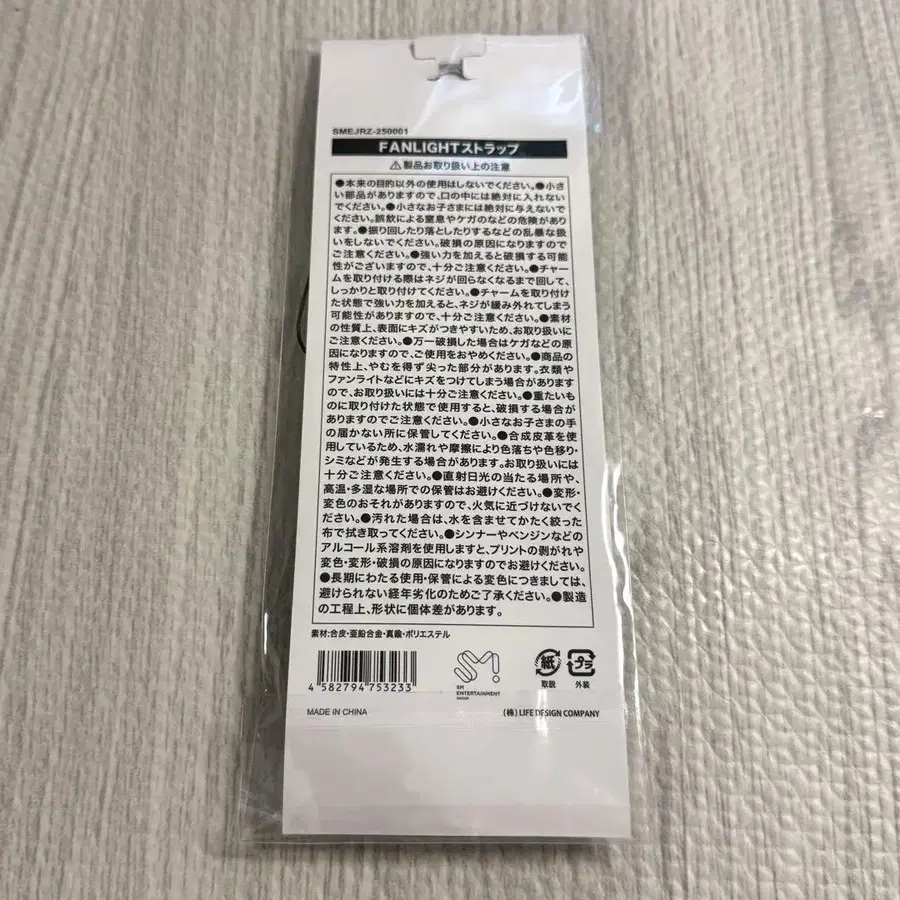 SMEJRZ-250001
FANLIGHTストラップ
⚠製品お取り扱い上の注意
●本来の目的以外の使用はしないでください。●小さ
い部品がありますので、口の中には絶対に入れない
でください。●小さなお子さまには絶対に与えないで
ください。誤飲による窒息やケガのなどの危険があり
ます。●振り回したり落としたりするなどの乱暴な扱
いをしないでください。破損の原因になりますので
ご注意ください。●強い力を加えると破損する可能
性がございますので、十分ご注意ください。●チャー
ムを取り付ける際はネジが回らなくなるまで回して、
しっかりと取り付けてください。●チャームを取り付け
た状態で強い力を加えると、ネジが緩み外れてしまう
可能性がありますので、十分ご注意ください。●素材
の性質上、表面にキズがつきやすいため、お取り扱いに
ご注意ください。●万一破損した場合はケガなどの原
因になりますので、ご使用をおやめください。●商品の
特性上、やむを得ず尖った部分があります。衣類や
ファンライトなどにキズをつけてしまう場合があります
ので、お取り扱いには十分ご注意ください。●重たいも
のに取り付けた状態で使用すると、破損する場合が
ありますのでご注意ください。●小さなお子さまの手
の届かない所に保管してください。●合成皮革を使
用しているため、水濡れや摩擦により色落ちや色移り・
シミなどが発生する場合があります。お取り扱いには
十分ご注意ください。●直射日光の当たる場所や、
高温・多湿な場所での保管はお避けください。●変形・
変色のおそれがありますので、火気に近づけないでく
ださい。●汚れた場合は、水を含ませてかたく絞った
布で拭き取ってください。●シンナーやベンジンなどの
アルコール系溶剤を使用しますと、プリントの剥がれや
変色・変形・破損の原因になりますのでお避けください。
●長期にわたる使用・保管による変色につきましては、
避けられない経年劣化のためご了承ください。●製造
の工程上、形状に個体差があります。
素材:合皮・亜鉛合金・真鍮・ポリエステル
4 582794 753233
SM!
SM
ENTERTAINMENT
GROUP
紙
取説
プラ
外装
MADE IN CHINA
(株) LIFE DESIGN COMPANY